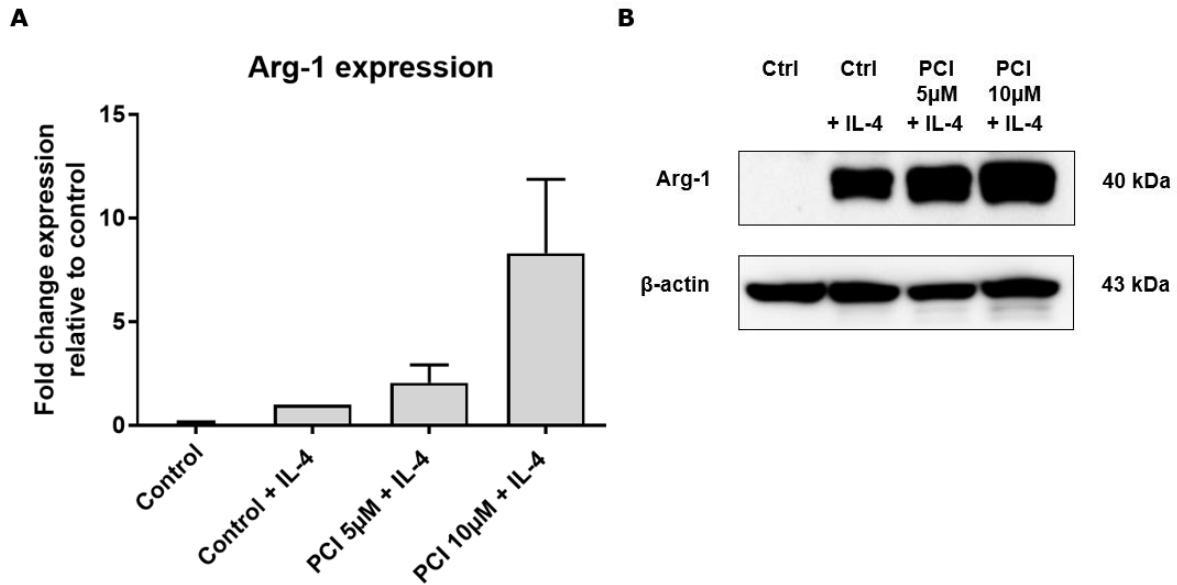 A
Arg-1 expression
Fold change expression
relative to control
15
10
5
0
Control
Control + IL-4
PCI 5µM + IL-4
PCI 10µM + IL-4
B
Ctrl Ctrl PCI PCI
5µM 10µM
+ IL-4 + IL-4 + IL-4
Arg-1 40 kDa
β-actin 43 kDa